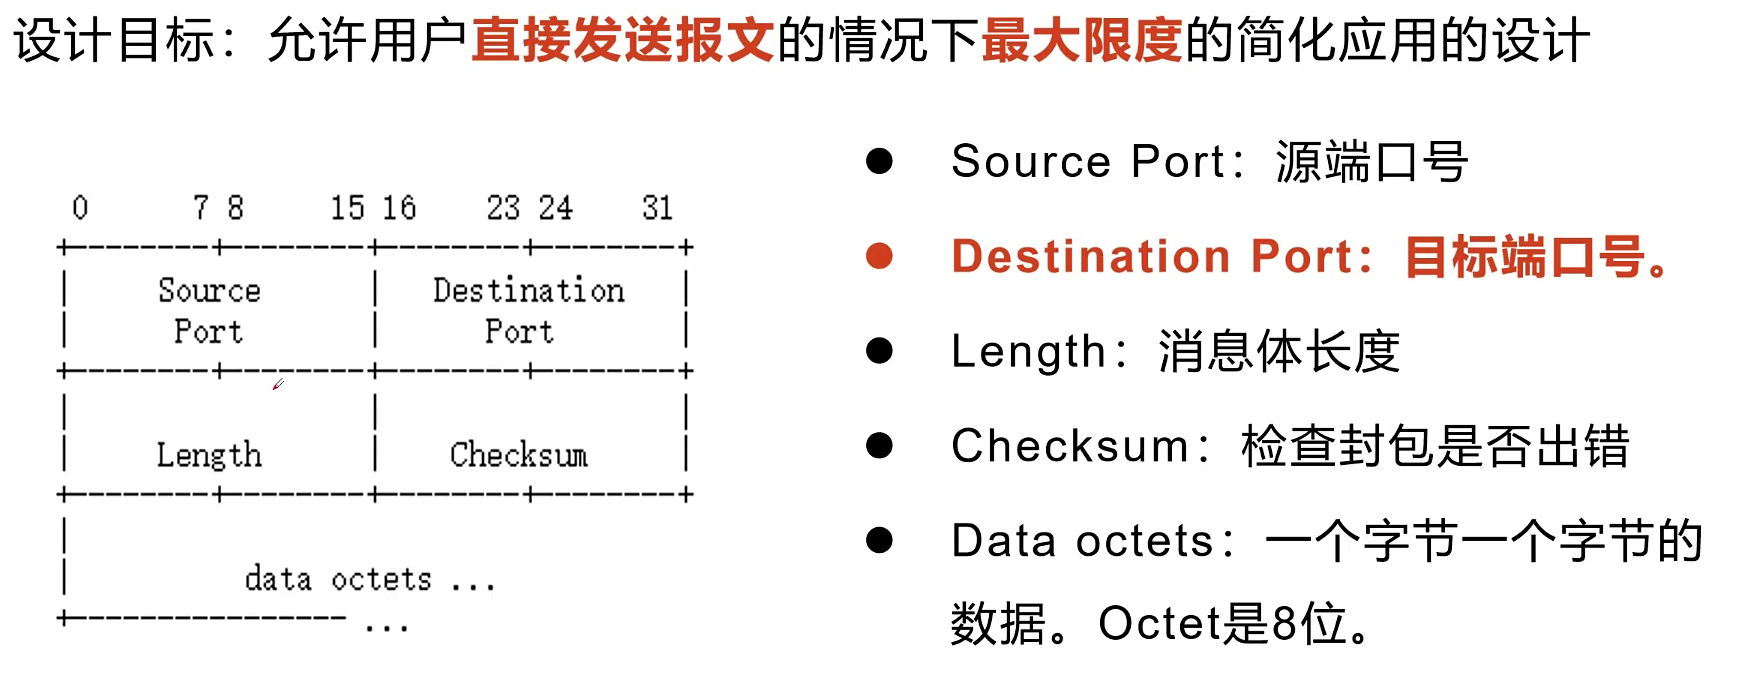 设计目标：允许用户直接发送报文的情况下最大限度的简化应用的设计
0 7 8 15 16 23 24 31
Source Port
Destination Port
Length
Checksum
data octets ...
...
● Source Port：源端口号
● Destination Port：目标端口号。
● Length：消息体长度
● Checksum：检查封包是否出错
● Data octets：一个字节一个字节的
数据。Octet是8位。